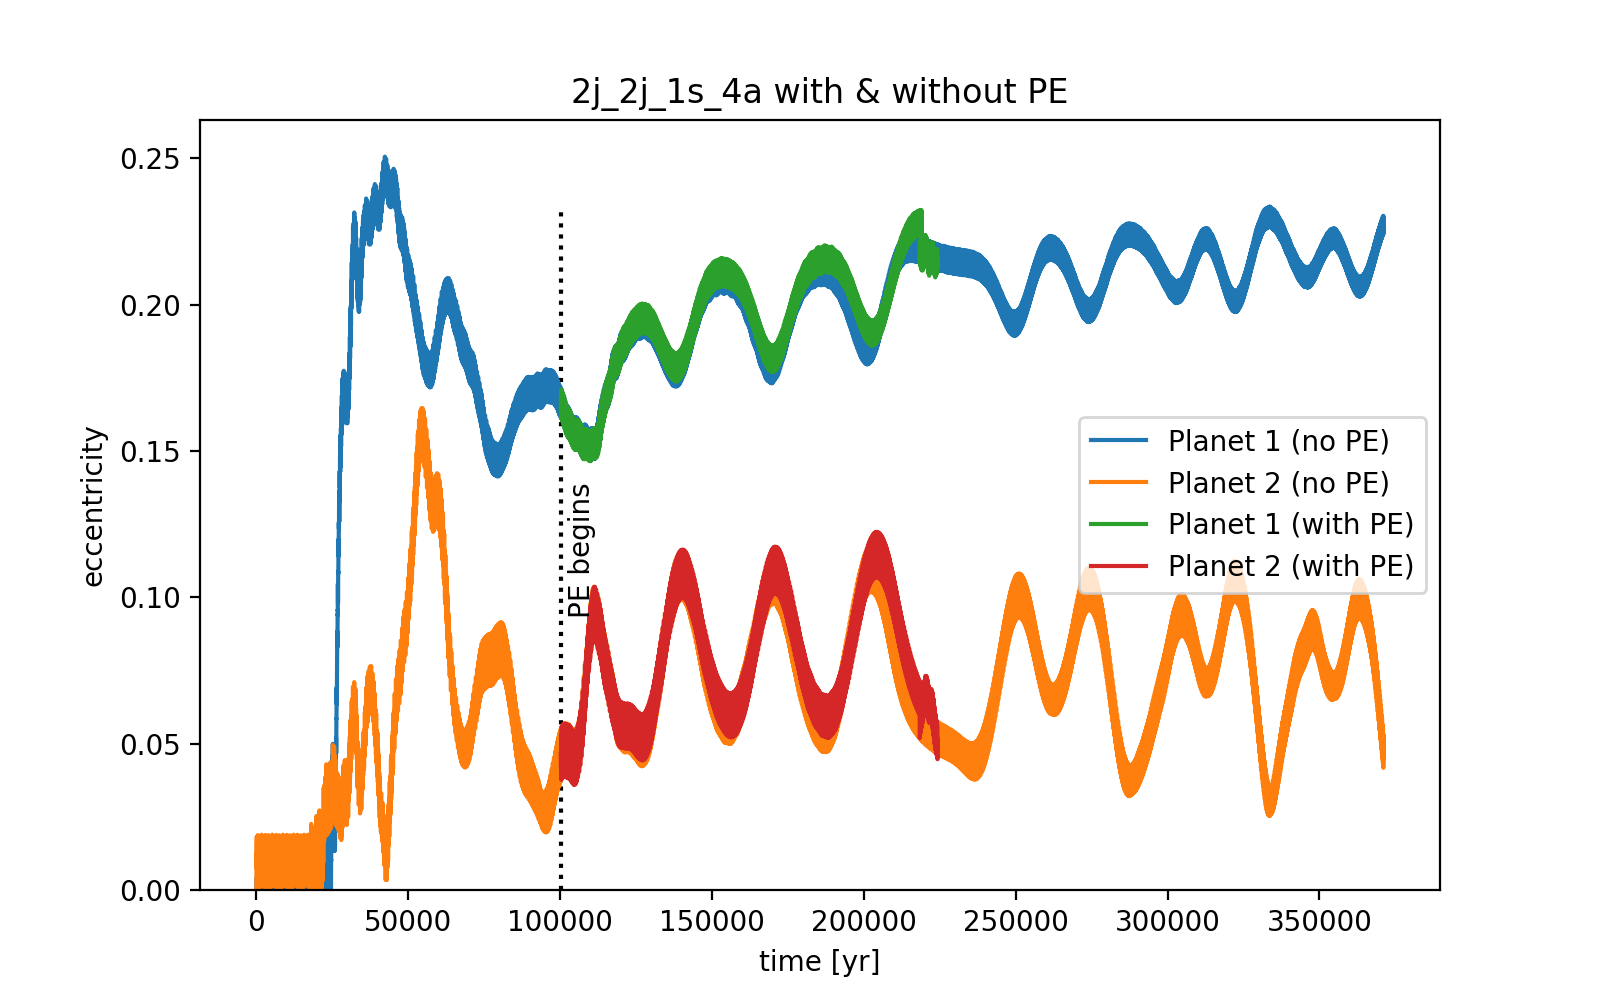 2j_2j_1s_4a with & without PE
0.25
0.20
0.15
0.10
0.05
0.00
eccentricity
PE begins
Planet 1 (no PE)
Planet 2 (no PE)
Planet 1 (with PE)
Planet 2 (with PE)
0 50000 100000 150000 200000 250000 300000 350000
time [yr]